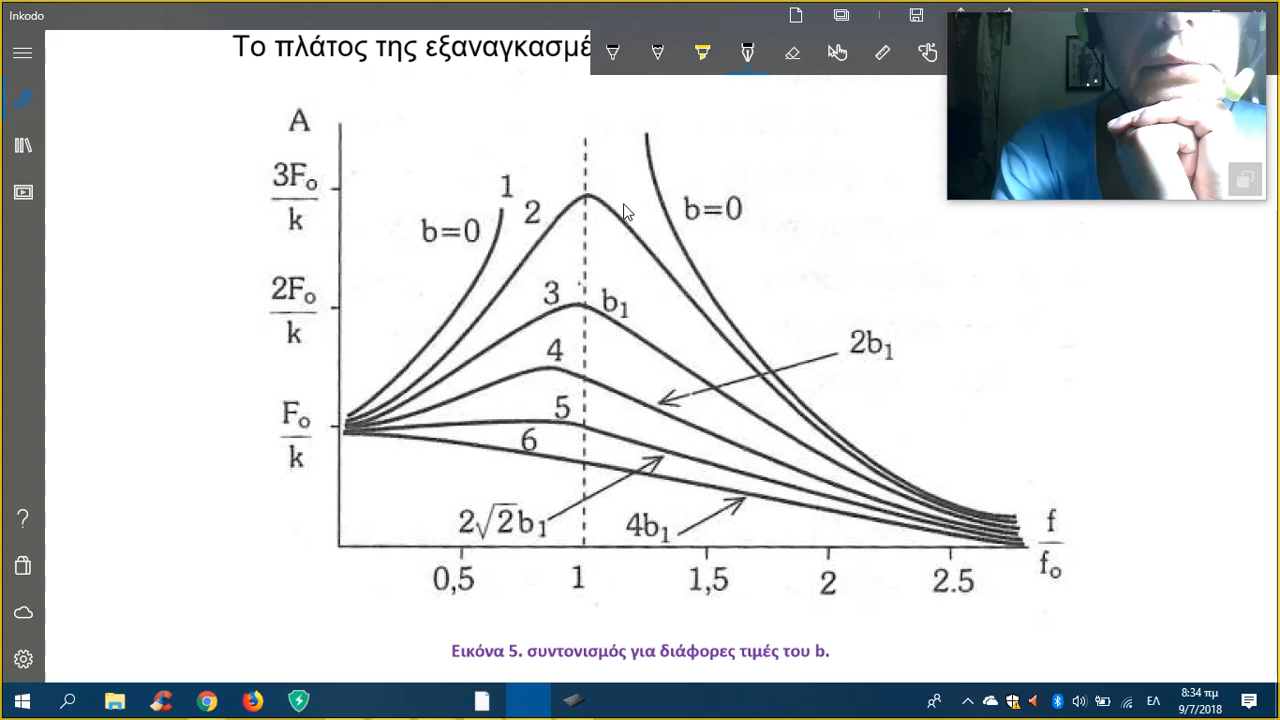 Inkodo
Το πλάτος της εξαναγκασμέ
A
3Fₒ
k
2Fₒ
k
Fₒ
k
1
b=0
2
b=0
3
b₁
4
2b₁
5
6
2√2b₁
4b₁
f
fₒ
0,5
1
1,5
2
2.5
Εικόνα 5. συντονισμός για διάφορες τιμές του b.
ΕΛ
8:34 πμ
9/7/2018